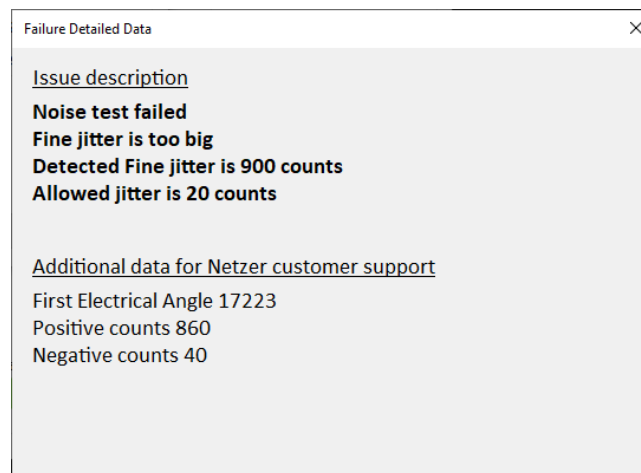 Failure Detailed Data
Issue description
Noise test failed
Fine jitter is too big
Detected Fine jitter is 900 counts
Allowed jitter is 20 counts
Additional data for Netzer customer support
First Electrical Angle 17223
Positive counts 860
Negative counts 40